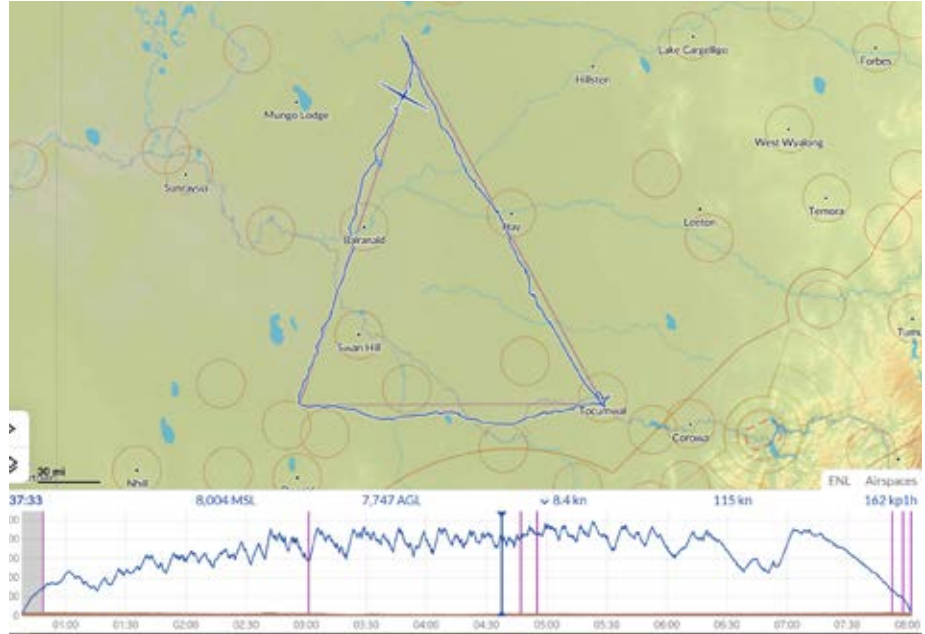 Lake Cargelligo
Forbes
Hillston
Mungo Lodge
West Wyalong
Sunraysia
Temora
Leeton
Hay
Balranald
Swan Hill
Tocumwal
Corowa
30 mi
Nhill
ENL Airspaces
37:33 8,004 MSL 7,747 AGL 8.4 kn 115 kn 162 kph
01:00 01:30 02:00 03:00 03:30 04:00 04:30 05:00 05:30 06:00 06:30 07:00 07:30 08:00